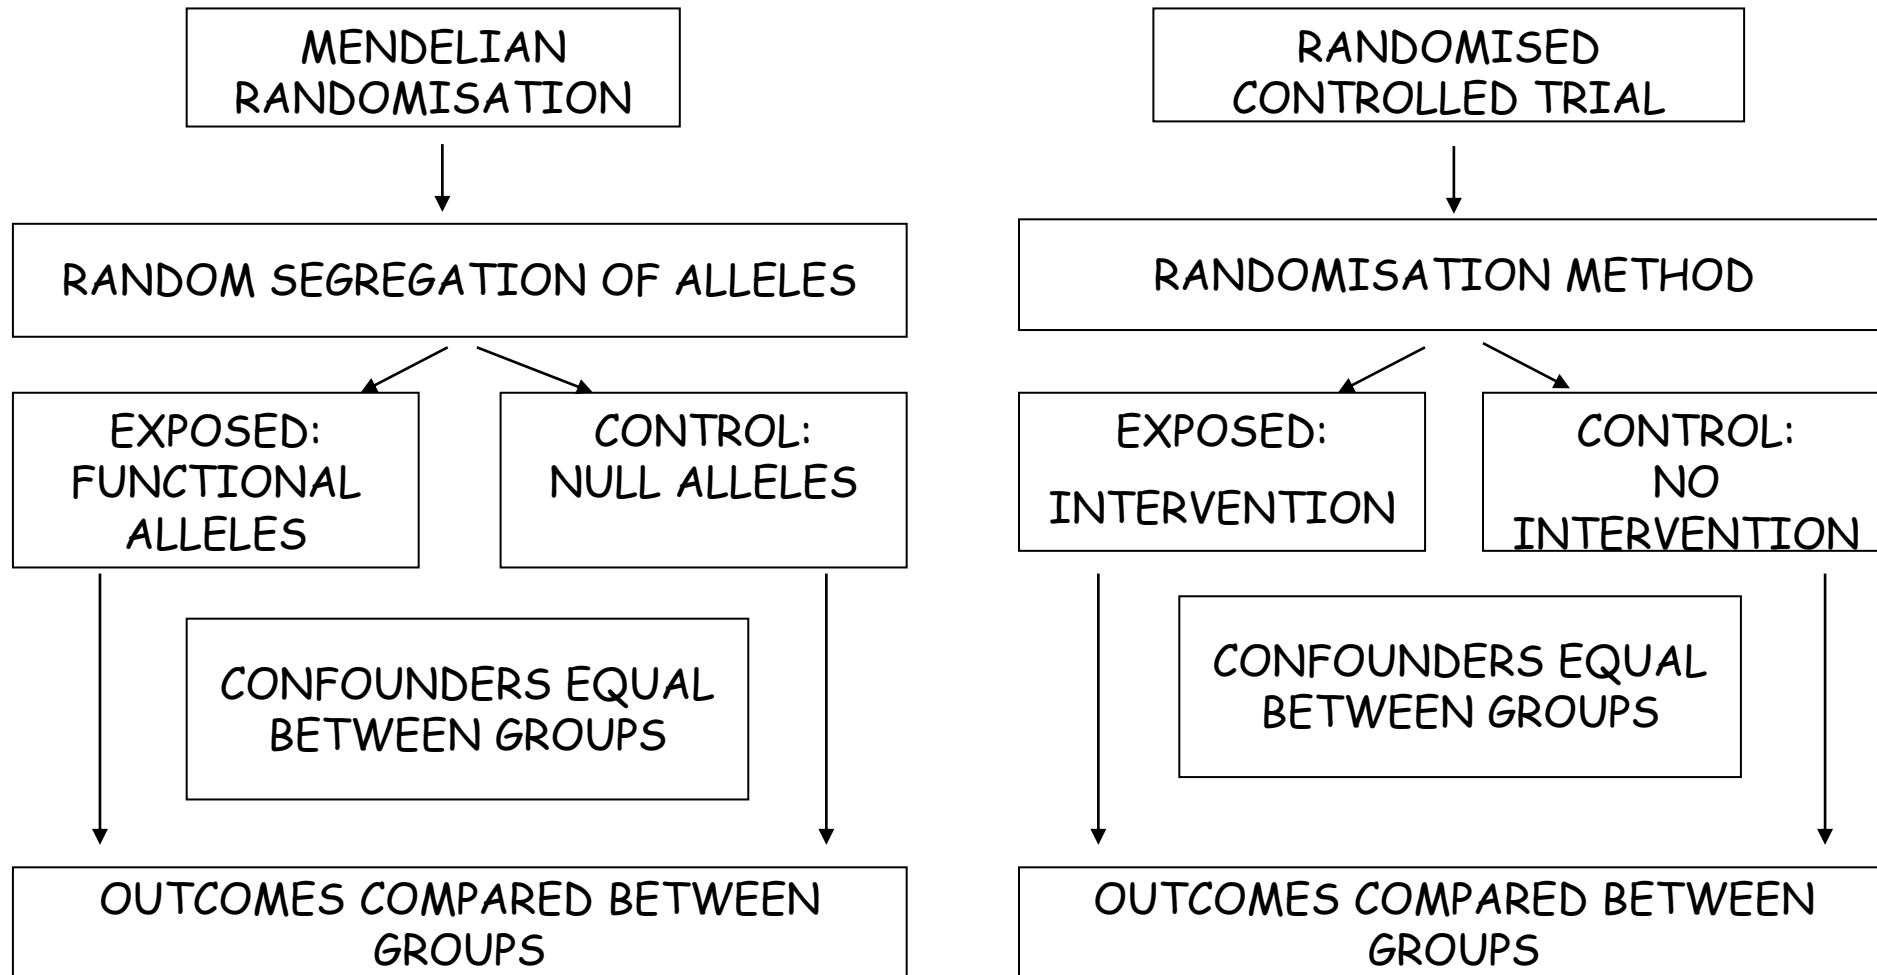 MENDELIAN
RANDOMISATION
RANDOM SEGREGATION OF ALLELES
EXPOSED:
FUNCTIONAL
ALLELES
CONTROL:
NULL ALLELES
CONFOUNDERS EQUAL
BETWEEN GROUPS
OUTCOMES COMPARED BETWEEN
GROUPS
RANDOMISED
CONTROLLED TRIAL
RANDOMISATION METHOD
EXPOSED:
INTERVENTION
CONTROL:
NO
INTERVENTION
CONFOUNDERS EQUAL
BETWEEN GROUPS
OUTCOMES COMPARED BETWEEN
GROUPS